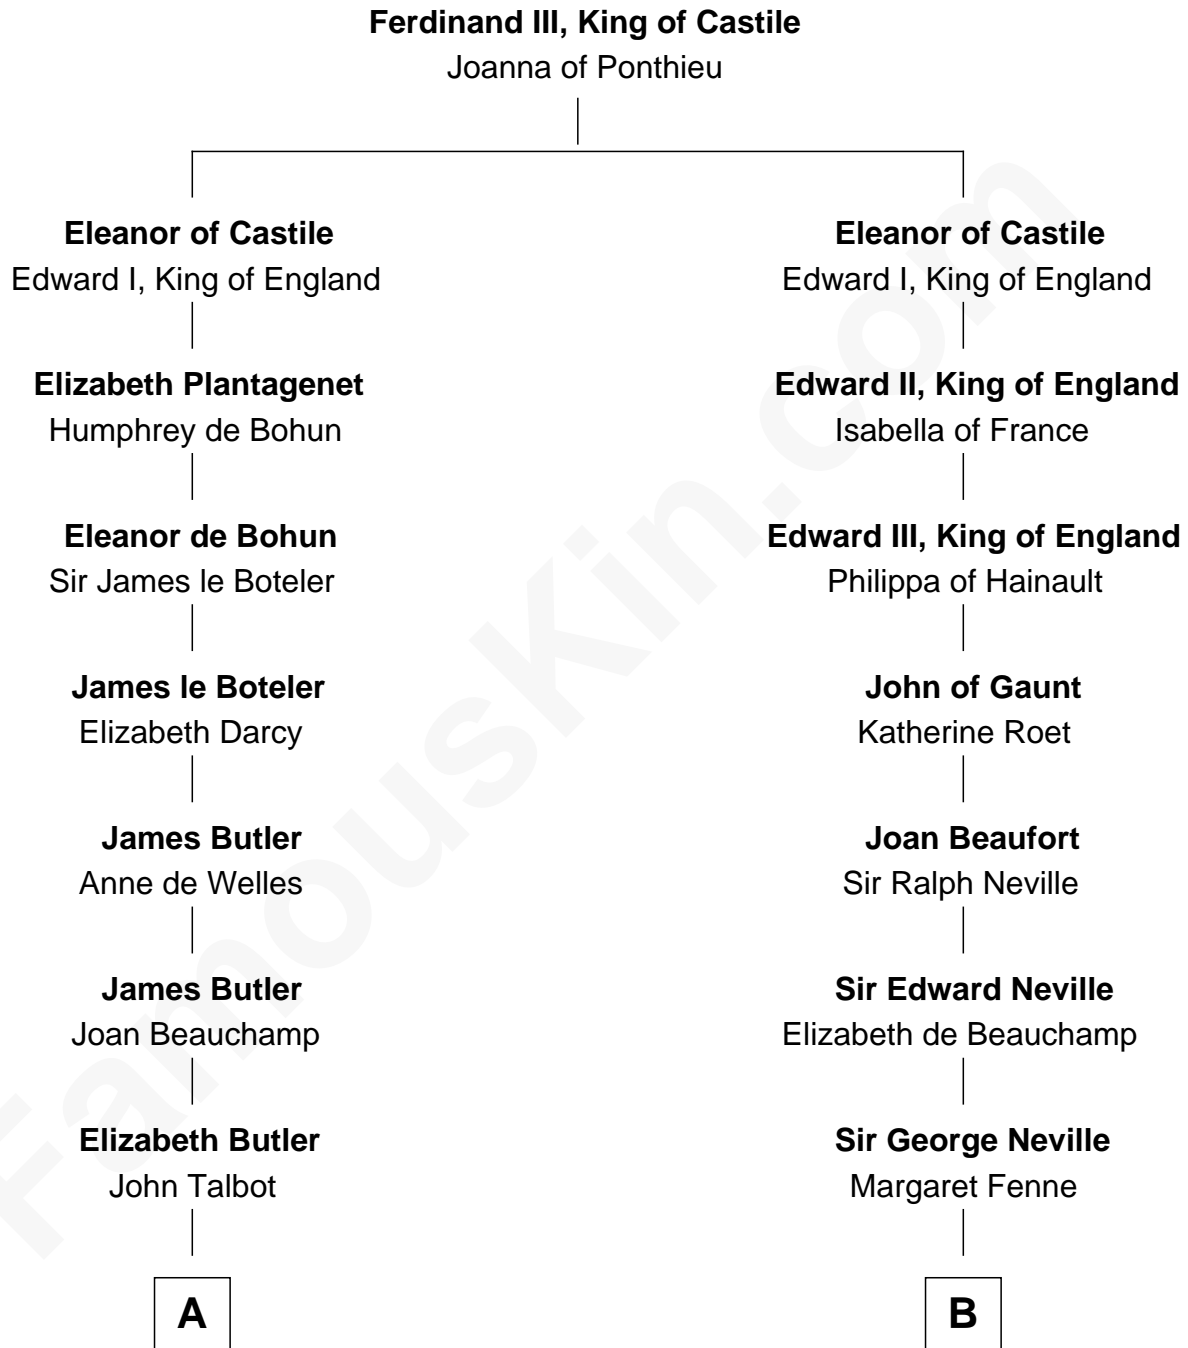 Ferdinand III, King of Castile
Joanna of Ponthieu
Eleanor of Castile
Edward I, King of England
Elizabeth Plantagenet
Humphrey de Bohun
Eleanor de Bohun
Sir James le Boteler
James le Boteler
Elizabeth Darcy
James Butler
Anne de Welles
James Butler
Joan Beauchamp
Elizabeth Butler
John Talbot
A
Eleanor of Castile
Edward I, King of England
Edward II, King of England
Isabella of France
Edward III, King of England
Philippa of Hainault
John of Gaunt
Katherine Roet
Joan Beaufort
Sir Ralph Neville
Sir Edward Neville
Elizabeth de Beauchamp
Sir George Neville
Margaret Fenne
B
FamousKin.com